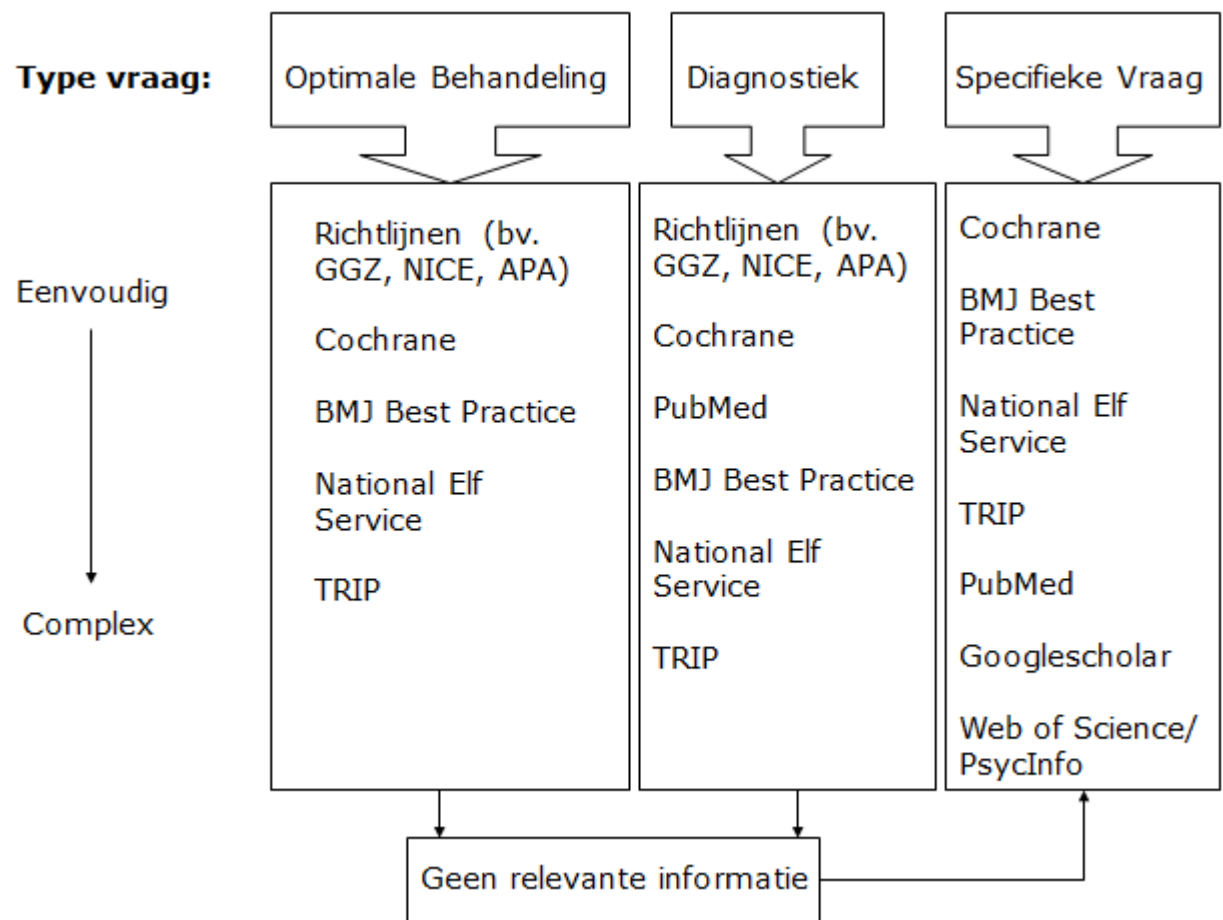 Type vraag:
Optimale Behandeling
Diagnostiek
Specifieke Vraag
Eenvoudig
Complex
Richtlijnen (bv.
GGZ, NICE, APA)
Cochrane
BMJ Best Practice
National Elf
Service
TRIP
Richtlijnen (bv.
GGZ, NICE, APA)
Cochrane
PubMed
BMJ Best Practice
National Elf
Service
TRIP
Cochrane
BMJ Best
Practice
National Elf
Service
TRIP
PubMed
Googlescholar
Web of Science/
PsycInfo
Geen relevante informatie